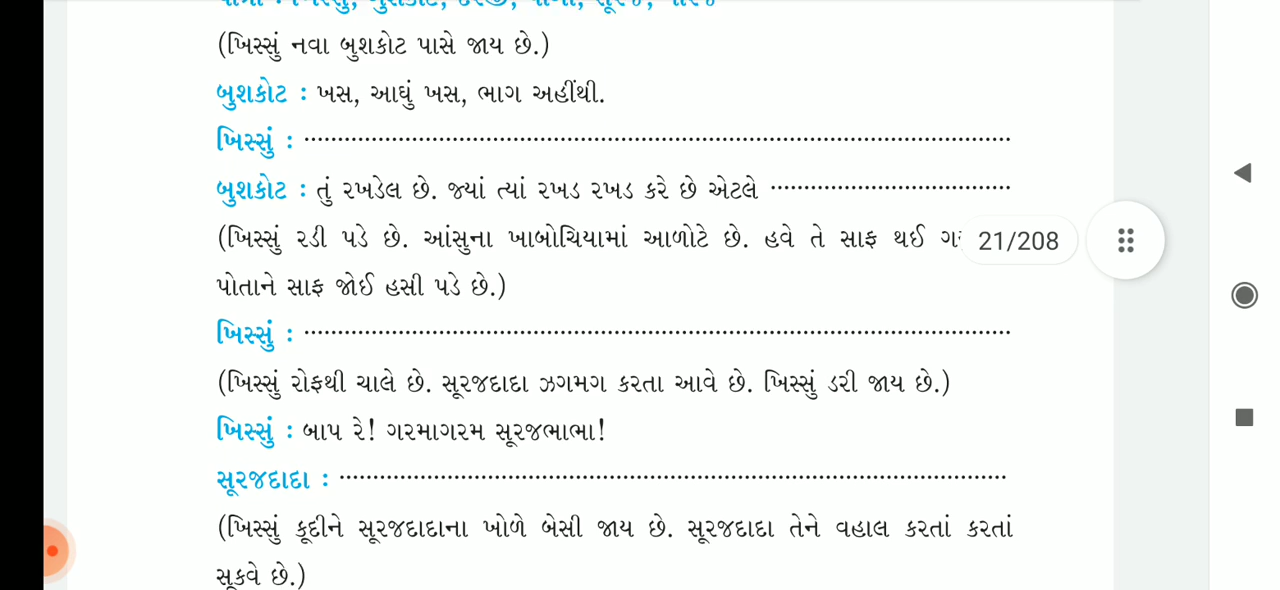 (ખિસ્સું નવા બુશકોટ પાસે જાય છે.)
બુશકોટ : ખસ, આઘું ખસ, ભાગ અહીંથી.
ખિસ્સું :
બુશકોટ : તું રખડેલ છે. જ્યાં ત્યાં રખડ રખડ કરે છે એટલે
(ખિસ્સું રડી પડે છે. આંસુના ખાબોચિયામાં આળોટે છે. હવે તે સાફ થઈ
21/208
પોતાને સાફ જોઈ હસી પડે છે.)
ખિસ્સું :
(ખિસ્સું રોફથી ચાલે છે. સૂરજદાદા ઝગમગ કરતા આવે છે. ખિસ્સું ડરી જાય છે.)
ખિસ્સું : બાપ રે! ગરમાગરમ સૂરજભાભા!
સૂરજદાદા :
(ખિસ્સું કૂદીને સૂરજદાદાના ખોળે બેસી જાય છે. સૂરજદાદા તેને વહાલ કરતાં કરતાં
સૂકવે છે.)